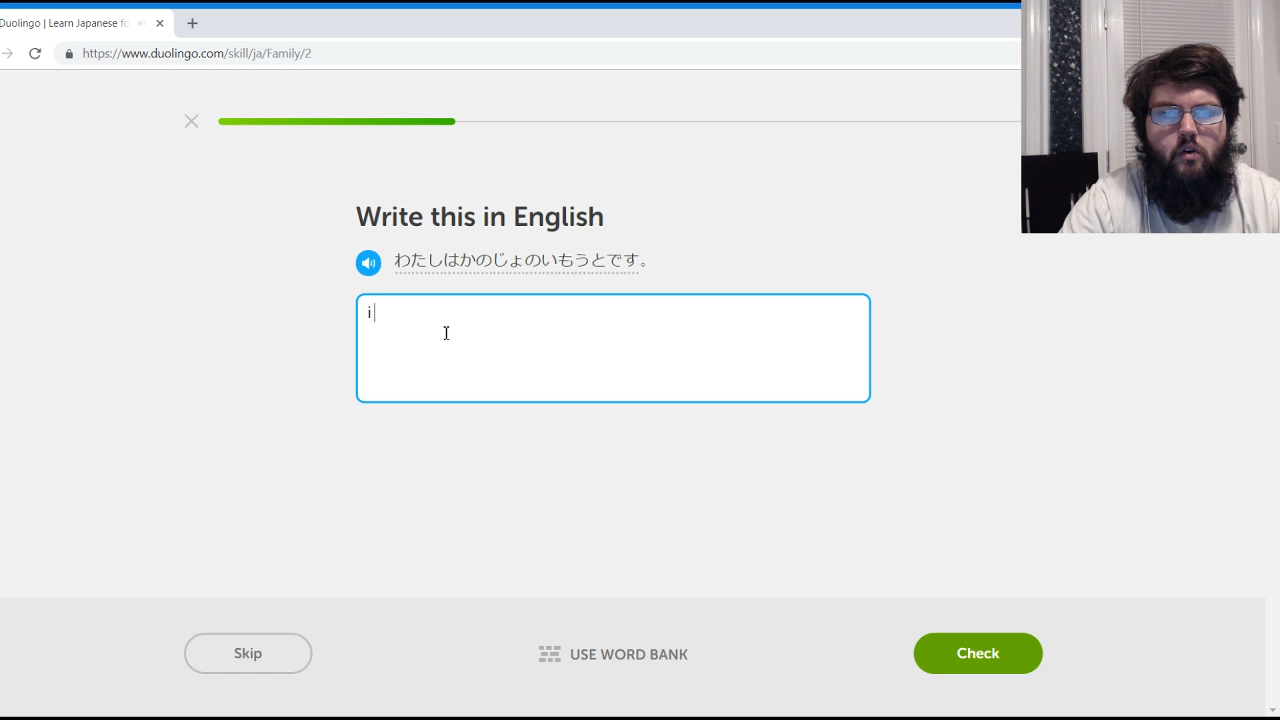 Duolingo | Learn Japanese fo
https://www.duolingo.com/skill/ja/Family/2
Write this in English
わたしはかのじょのいもうとです。
i
Skip
USE WORD BANK
Check